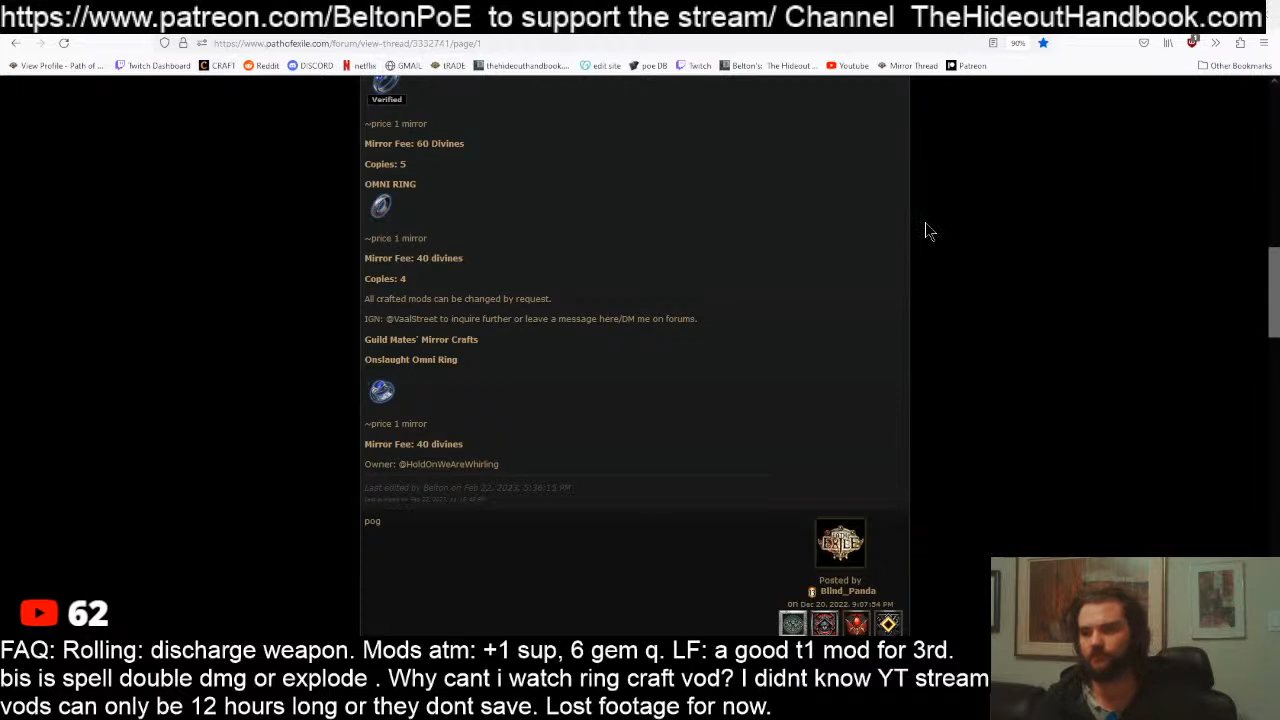 https://www.patreon.com/BeltonPoE to support the stream/ Channel TheHideoutHandbook.com
https://www.pathofexile.com/forum/view-thread/3332741/page/1
90%
View Profile - Path of ...
Twitch Dashboard
CRAFT
Reddit
DISCORD
netflix
GMAIL
tRADE
thehideouthandbook....
edit site
poe DB
Twitch
Belton's: The Hideout ...
Youtube
Mirror Thread
Patreon
Other Bookmarks
Verified
~price 1 mirror
Mirror Fee: 60 Divines
Copies: 5
OMNI RING
~price 1 mirror
Mirror Fee: 40 divines
Copies: 4
All crafted mods can be changed by request.
IGN: @VaalStreet to inquire further or leave a message here/DM me on forums.
Guild Mates' Mirror Crafts
Onslaught Omni Ring
~price 1 mirror
Mirror Fee: 40 divines
Owner: @HoldOnWeAreWhirling
Last edited by Belton on Feb 22, 2023, 5:36:15 PM
pog
Posted by
Blind_Panda
on Dec 20, 2022, 9:07:54 PM
62
FAQ: Rolling: discharge weapon. Mods atm: +1 sup, 6 gem q. LF: a good t1 mod for 3rd.
bis is spell double dmg or explode . Why cant i watch ring craft vod? I didnt know YT stream
vods can only be 12 hours long or they dont save. Lost footage for now.